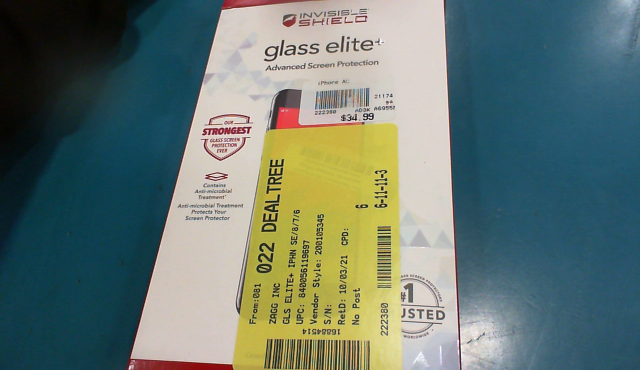 INVISIBLE
SHIELD
glass elite+
Advanced Screen Protection
OUR
STRONGEST
GLASS SCREEN
PROTECTION
EVER
Contains
Anti-microbial
Treatment
Anti-microbial Treatment
Protects Your
Screen Protector
iPhone AC
21174
222380
$34.99
From:081 022 DEALTREE
ZAGG INC
GLS ELITE+ IPHN SE/8/7/6
UPC: 840056119697
Vendor Style: 200105345
S/N:
RetD: 10/03/21 CPD:
No Post
6
6-11-11-3
222380
16884514
#1
TRUSTED